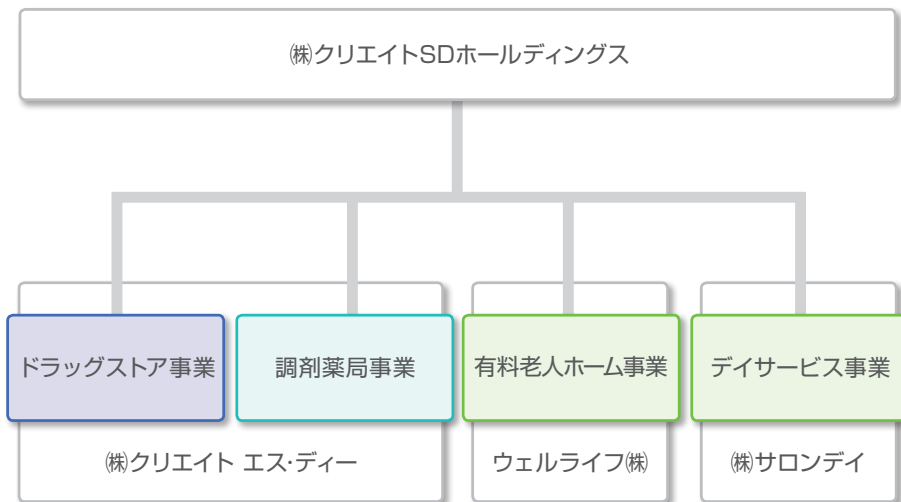 ㈱クリエイトSDホールディングス
ドラッグストア事業
調剤薬局事業
有料老人ホーム事業
デイサービス事業
㈱クリエイト エス・ディー
ウェルライフ㈱
㈱サロンデイ